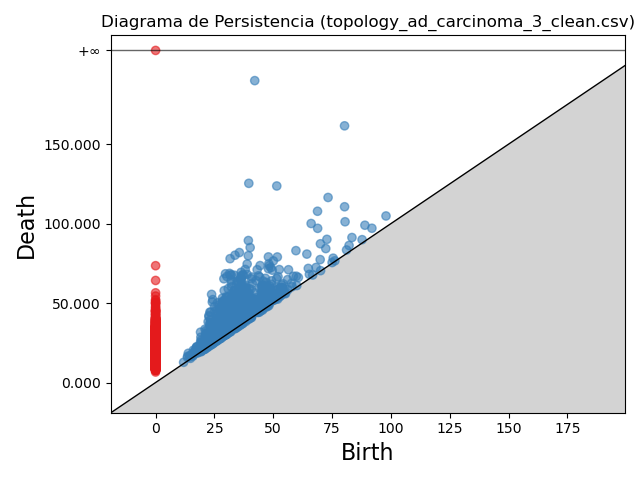 Diagrama de Persistencia (topology_ad_carcinoma_3_clean.csv)
+∞
150.000
100.000
50.000
0.000
Death
0 25 50 75 100 125 150 175
Birth